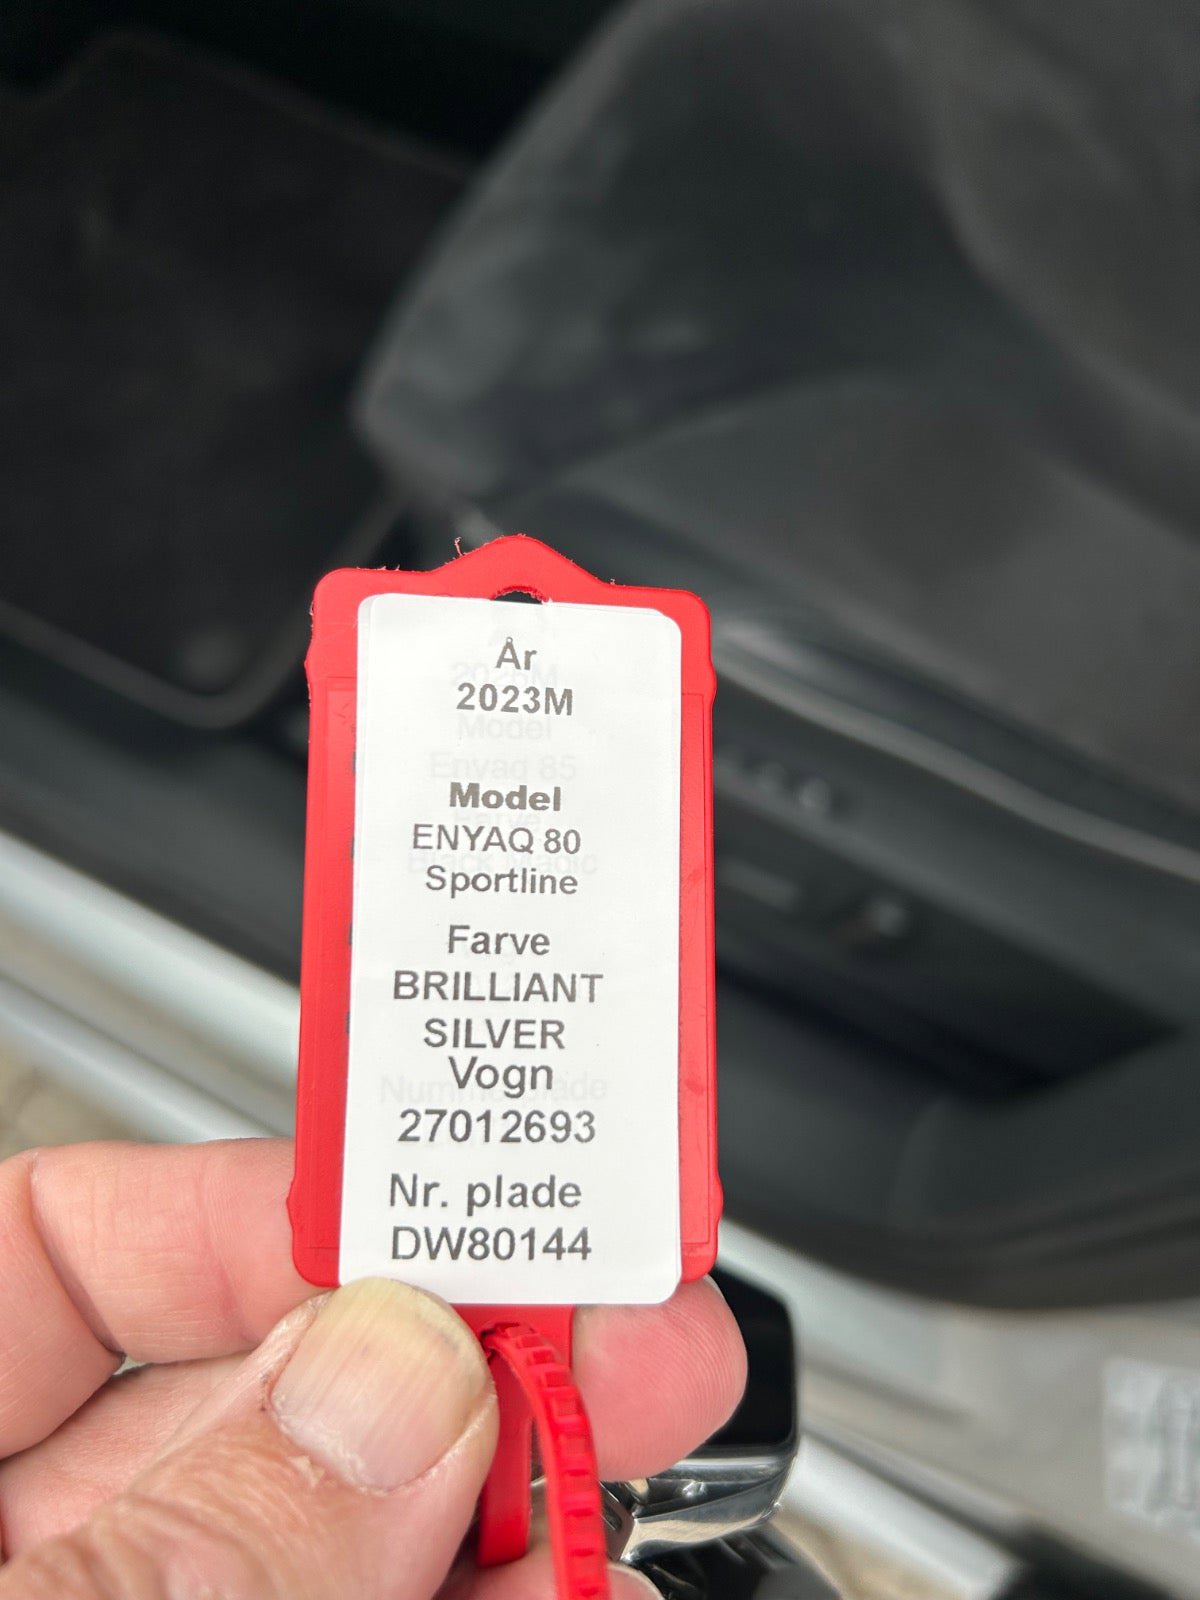 År
2023M
Model
ENYAQ 80
Sportline
Farve
BRILLIANT
SILVER
Vogn
27012693
Nr. plade
DW80144